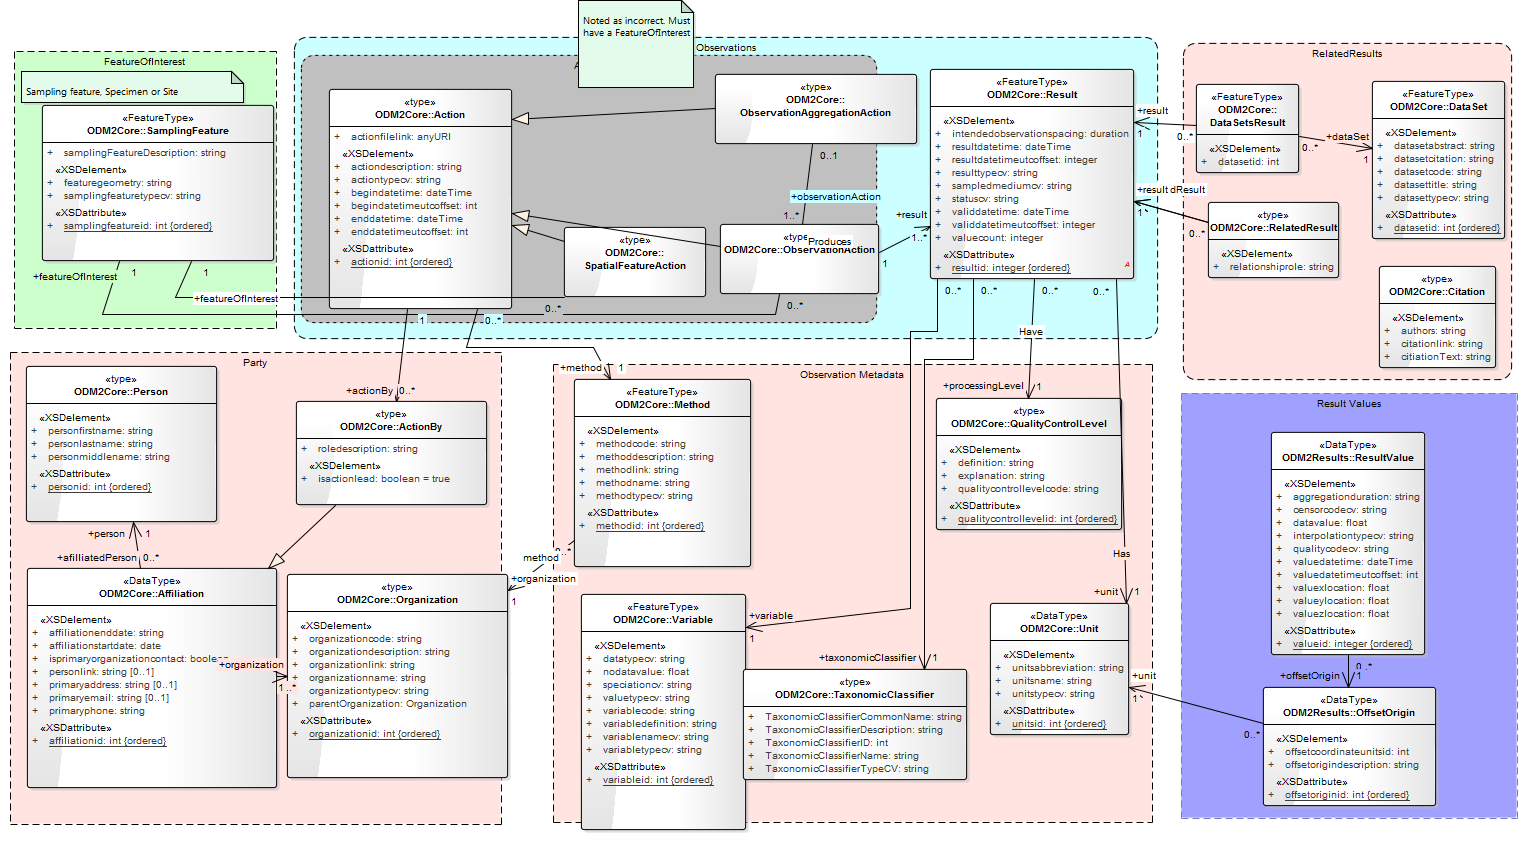 Noted as incorrect. Must
have a FeatureOfInterest
FeatureOfInterest
Sampling feature, Specimen or Site
«FeatureType»
ODM2Core::SamplingFeature
+ samplingFeatureDescription: string
«XSDelement»
+ featuregeometry: string
+ samplingfeaturetypecv: string
«XSDattribute»
+ samplingfeatureid: int {ordered}
+featureOfInterest
1
1
+featureOfInterest
Observations
A
«type»
ODM2Core::Action
+ actionfilelink: anyURI
«XSDelement»
+ actiondescription: string
+ actiontypecv: string
+ begindatetime: dateTime
+ begindatetimeutcoffset: int
+ enddatetime: dateTime
+ enddatetimeutcoffset: int
«XSDattribute»
+ actionid: int {ordered}
«type»
ODM2Core::
ObservationAggregationAction
0..1
+observationAction
1..*
«type»
ODM2Core::
SpatialFeatureAction
0..*
«type»
ODM2Core::ObservationAction
Produces
0..*
1
+result
1..*
«FeatureType»
ODM2Core::Result
«XSDelement»
+ intendedobservationspacing: duration
+ resultdatetime: dateTime
+ resultdatetimeutcoffset: integer
+ resulttypecv: string
+ sampledmediumcv: string
+ statuscv: string
+ validdatetime: dateTime
+ validdatetimeutcoffset: integer
+ valuecount: integer
«XSDattribute»
+ resultid: integer {ordered}
A
0..*
0..*
0..*
0..*
RelatedResults
«FeatureType»
ODM2Core::
DataSetsResult
«XSDelement»
+ datasetid: int
+result
1
0..*
0..*
+dataSet
1
«FeatureType»
ODM2Core::DataSet
«XSDelement»
+ datasetabstract: string
+ datasetcitation: string
+ datasetcode: string
+ datasettitle: string
+ datasettypecv: string
«XSDattribute»
+ datasetid: int {ordered}
+result dResult
1
0..*
«type»
ODM2Core::RelatedResult
«XSDelement»
+ relationshiprole: string
«type»
ODM2Core::Citation
«XSDelement»
+ authors: string
+ citationlink: string
+ citiationText: string
1
0..*
+actionBy
0..*
+method
1
Have
+processingLevel
1
Has
+unit
1
Party
«type»
ODM2Core::Person
«XSDelement»
+ personfirstname: string
+ personlastname: string
+ personmiddlename: string
«XSDattribute»
+ personid: int {ordered}
+person
1
+afilliatedPerson
0..*
«type»
ODM2Core::ActionBy
+ roledescription: string
«XSDelement»
+ isactionlead: boolean = true
«DataType»
ODM2Core::Affiliation
«XSDelement»
+ affiliationenddate: string
+ affiliationstartdate: date
+ isprimaryorganizationcontact: boolean
+ personlink: string [0..1]
+ primaryaddress: string [0..1]
+ primaryemail: string [0..1]
+ primaryphone: string
«XSDattribute»
+ affiliationid: int {ordered}
+organization
1..*
«type»
ODM2Core::Organization
«XSDelement»
+ organizationcode: string
+ organizationdescription: string
+ organizationlink: string
+ organizationname: string
+ organizationtypecv: string
+ parentOrganization: Organization
«XSDattribute»
+ organizationid: int {ordered}
method
0..*
+organization
1
Observation Metadata
«FeatureType»
ODM2Core::Method
«XSDelement»
+ methodcode: string
+ methoddescription: string
+ methodlink: string
+ methodname: string
+ methodtypecv: string
«XSDattribute»
+ methodid: int {ordered}
«type»
ODM2Core::QualityControlLevel
«XSDelement»
+ definition: string
+ explanation: string
+ qualitycontrollevelcode: string
«XSDattribute»
+ qualitycontrollevelid: int {ordered}
«FeatureType»
ODM2Core::Variable
«XSDelement»
+ datatypecv: string
+ nodatavalue: float
+ speciationcv: string
+ valuetypecv: string
+ variablecode: string
+ variabledefinition: string
+ variablenamecv: string
+ variabletypecv: string
«XSDattribute»
+ variableid: int {ordered}
+variable
1
+taxonomicClassifier
1
«type»
ODM2Core::TaxonomicClassifier
+ TaxonomicClassifierCommonName: string
+ TaxonomicClassifierDescription: string
+ TaxonomicClassifierID: int
+ TaxonomicClassifierName: string
+ TaxonomicClassifierTypeCV: string
«DataType»
ODM2Core::Unit
«XSDelement»
+ unitsabbreviation: string
+ unitsname: string
+ unitstypecv: string
«XSDattribute»
+ unitsid: int {ordered}
+unit
1
0..*
Result Values
«DataType»
ODM2Results::ResultValue
«XSDelement»
+ aggregationduration: string
+ censorcodecv: string
+ datavalue: float
+ interpolationtypecv: string
+ qualitycodecv: string
+ valuedatetime: dateTime
+ valuedatetimeutcoffset: int
+ valuexlocation: float
+ valueylocation: float
+ valuezlocation: float
«XSDattribute»
+ valueid: integer {ordered}
0..*
+offsetOrigin
1
«DataType»
ODM2Results::OffsetOrigin
«XSDelement»
+ offsetcoordinateunitsid: int
+ offsetorigindescription: string
«XSDattribute»
+ offsetoriginid: int {ordered}